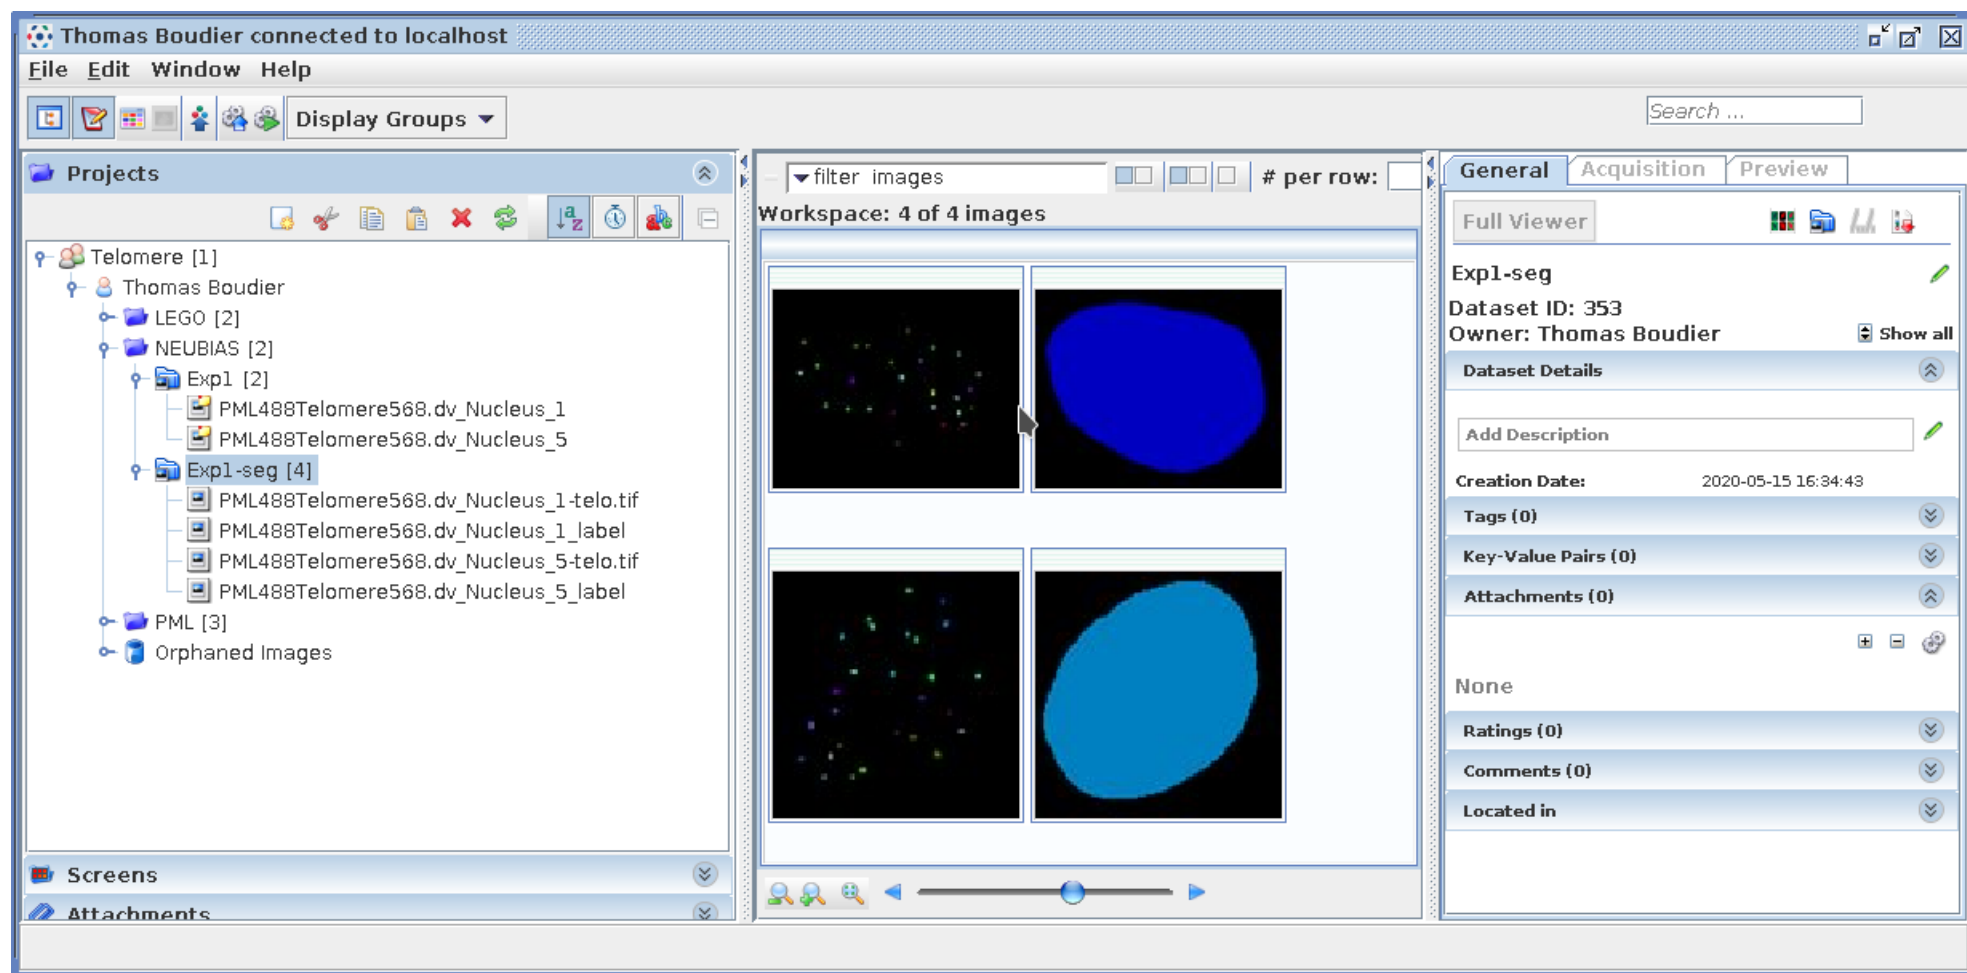 Thomas Boudier connected to localhost
File Edit Window Help
Display Groups
Search ...
Projects
Telomere [1]
Thomas Boudier
LEGO [2]
NEUBIAS [2]
Exp1 [2]
PML488Telomere568.dv_Nucleus_1
PML488Telomere568.dv_Nucleus_5
Exp1-seg [4]
PML488Telomere568.dv_Nucleus_1-telo.tif
PML488Telomere568.dv_Nucleus_1_label
PML488Telomere568.dv_Nucleus_5-telo.tif
PML488Telomere568.dv_Nucleus_5_label
PML [3]
Orphaned Images
Screens
Attachments
filter images
# per row:
Workspace: 4 of 4 images
General Acquisition Preview
Full Viewer
Exp1-seg
Dataset ID: 353
Owner: Thomas Boudier
Show all
Dataset Details
Add Description
Creation Date: 2020-05-15 16:34:43
Tags (0)
Key-Value Pairs (0)
Attachments (0)
None
Ratings (0)
Comments (0)
Located in